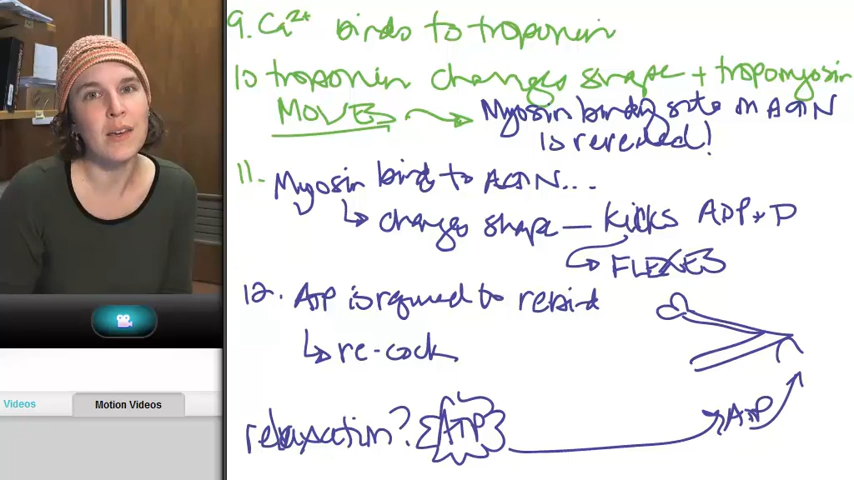 9. Ca2+ binds to troponin
10 troponin changes shape + tropomyosin
MOVES → Myosin binding site on ACTIN
is revealed!
11. Myosin binds to ACTIN...
↳ changes shape — kicks ADP + P
→ FLEXES
12. ATP is required to rebind
↳ re-cock
relaxation? ATP → ATP
Videos
Motion Videos